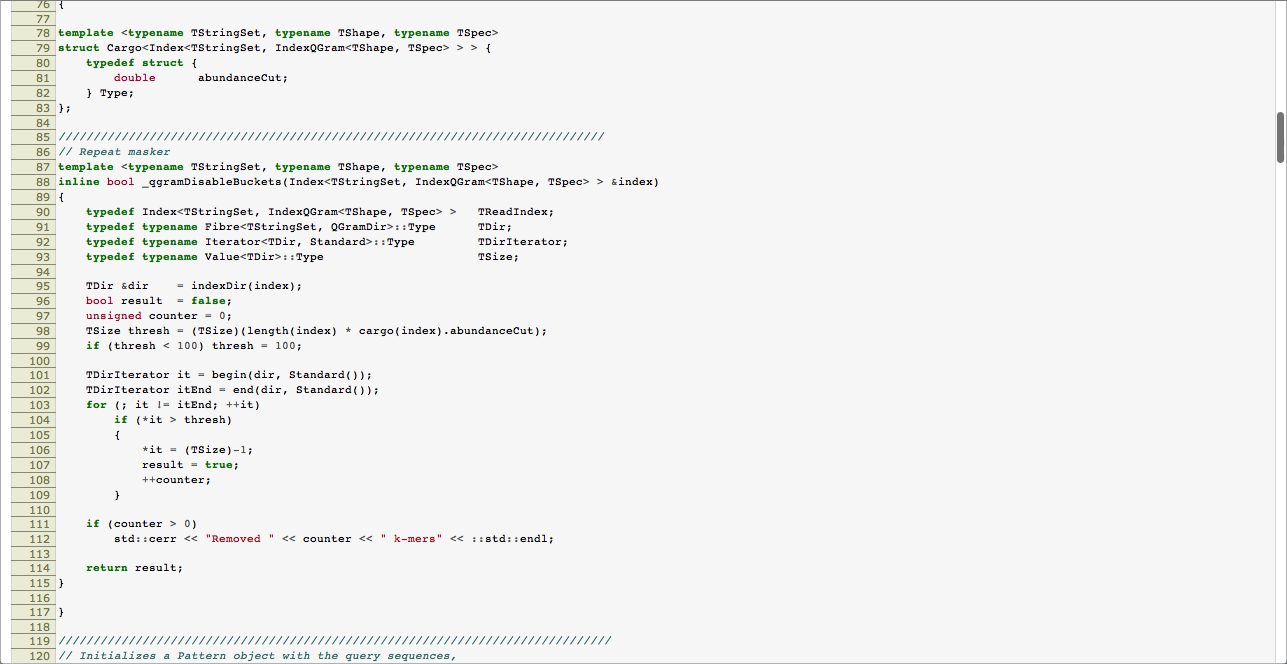 76 {
77
78 template <typename TStringSet, typename TShape, typename TSpec>
79 struct Cargo<Index<TStringSet, IndexQGram<TShape, TSpec> > > {
80     typedef struct {
81         double      abundanceCut;
82     } Type;
83 };
84
85 //////////////////////////////////////////////////////////////////////////////
86 // Repeat masker
87 template <typename TStringSet, typename TShape, typename TSpec>
88 inline bool _qgramDisableBuckets(Index<TStringSet, IndexQGram<TShape, TSpec> > &index)
89 {
90     typedef Index<TStringSet, IndexQGram<TShape, TSpec> >   TReadIndex;
91     typedef typename Fibre<TStringSet, QGramDir>::Type      TDir;
92     typedef typename Iterator<TDir, Standard>::Type         TDirIterator;
93     typedef typename Value<TDir>::Type                      TSize;
94
95     TDir &dir    = indexDir(index);
96     bool result  = false;
97     unsigned counter = 0;
98     TSize thresh = (TSize)(length(index) * cargo(index).abundanceCut);
99     if (thresh < 100) thresh = 100;
100
101     TDirIterator it = begin(dir, Standard());
102     TDirIterator itEnd = end(dir, Standard());
103     for (; it != itEnd; ++it)
104         if (*it > thresh)
105         {
106             *it = (TSize)-1;
107             result = true;
108             ++counter;
109         }
110
111     if (counter > 0)
112         std::cerr << "Removed " << counter << " k-mers" << ::std::endl;
113
114     return result;
115 }
116
117 }
118
119 ///////////////////////////////////////////////////////////////////////////////
120 // Initializes a Pattern object with the query sequences,